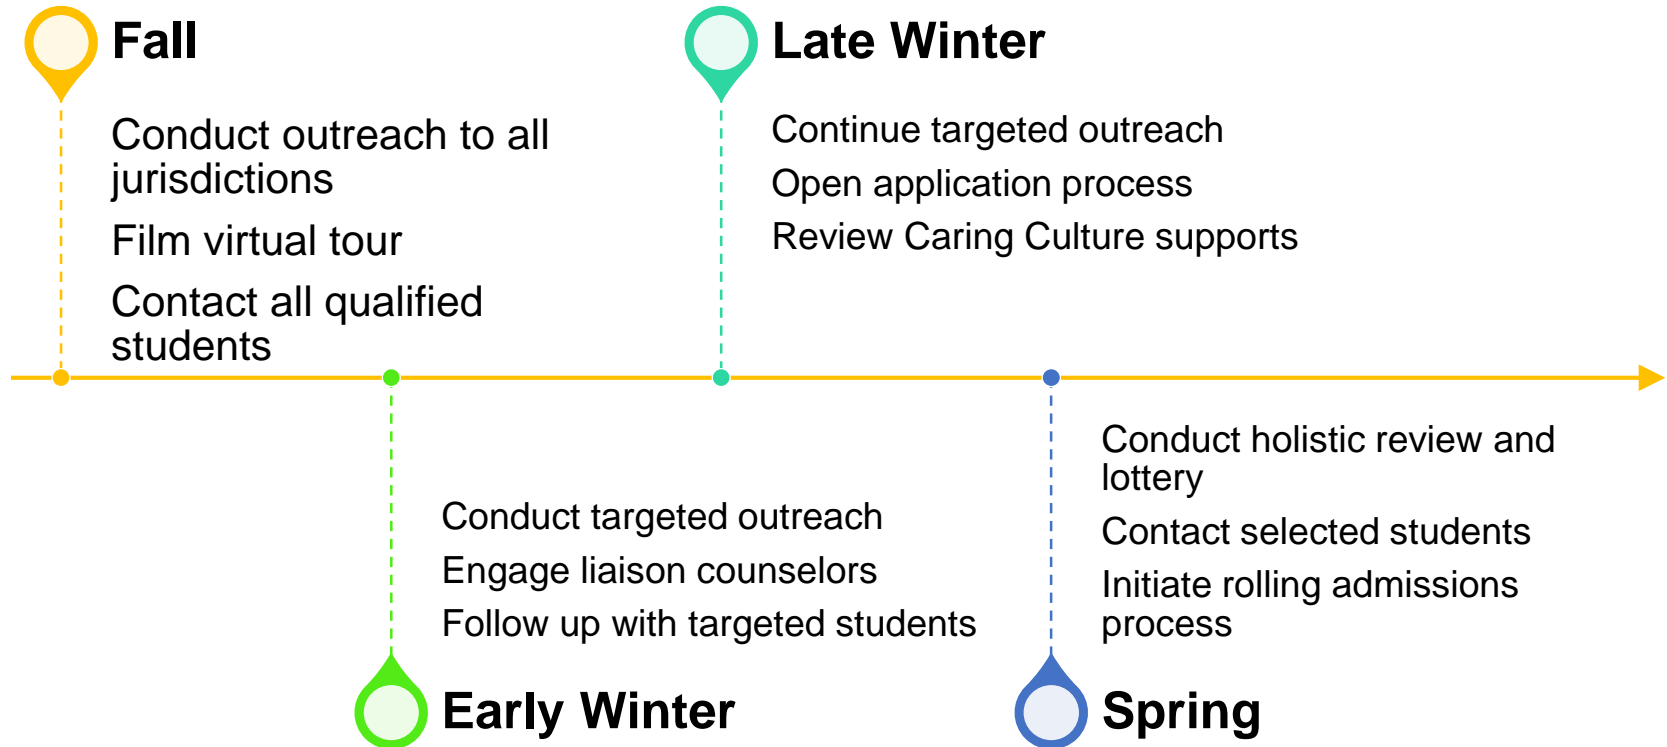 Fall
Conduct outreach to all
jurisdictions
Film virtual tour
Contact all qualified
students
Conduct targeted outreach
Engage liaison counselors
Follow up with targeted students
Early Winter
Late Winter
Continue targeted outreach
Open application process
Review Caring Culture supports
Conduct holistic review and
lottery
Contact selected students
Initiate rolling admissions
process
Spring